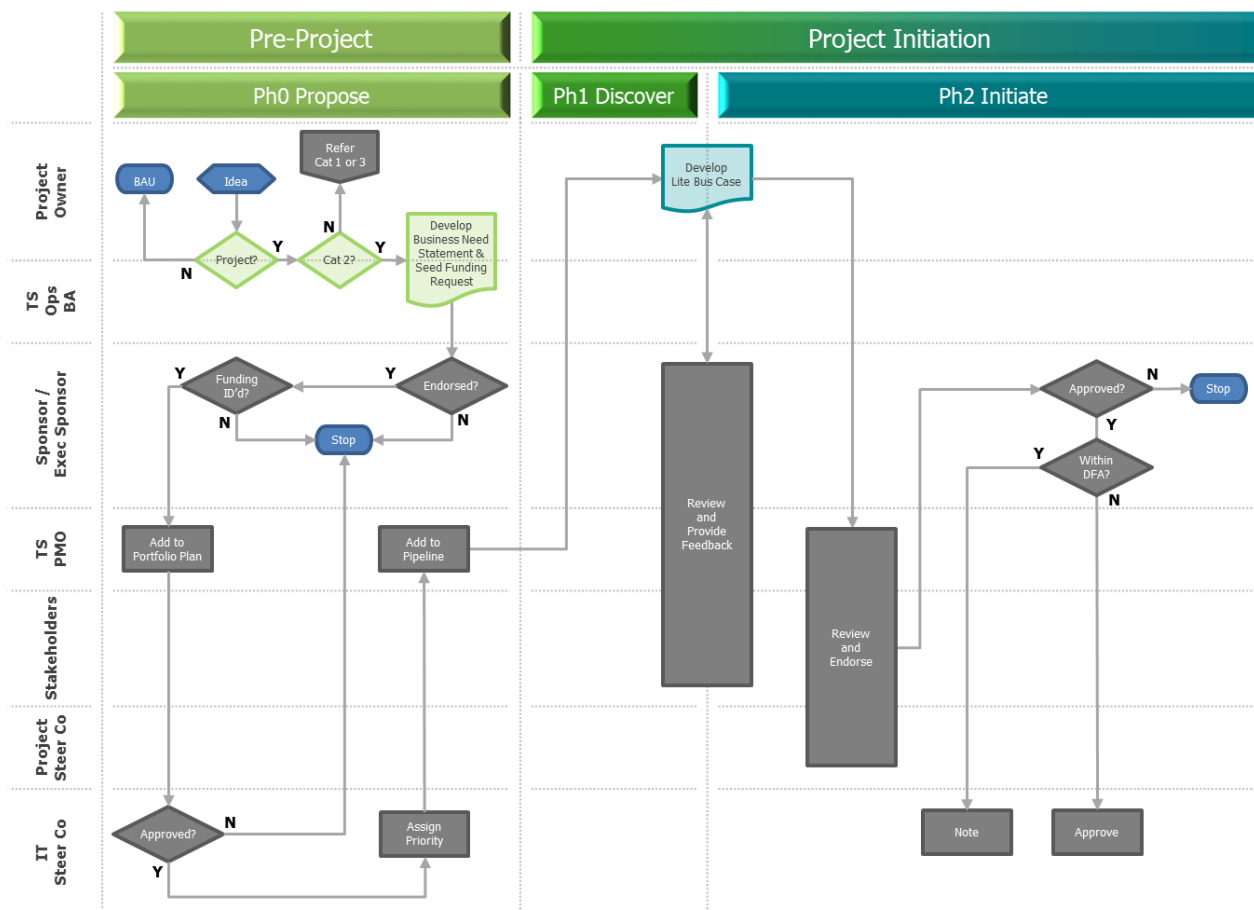 Pre-Project
Project Initiation
Ph0 Propose
Ph1 Discover
Ph2 Initiate
Project
Owner
BAU
Idea
Refer
Cat 1 or 3
Develop
Lite Bus Case
Project?
N
Y
Cat 2?
N
Y
Develop
Business Need
Statement &
Seed Funding
Request
TS
Ops
BA
Sponsor /
Exec Sponsor
Y
Funding
ID'd?
N
Y
Endorsed?
N
Stop
Approved?
N
Stop
Y
Y
Within
DFA?
N
Review
and
Provide
Feedback
TS
PMO
Add to
Portfolio Plan
Add to
Pipeline
Stakeholders
Review
and
Endorse
Project
Steer Co
IT
Steer Co
Approved?
N
Y
Assign
Priority
Note
Approve